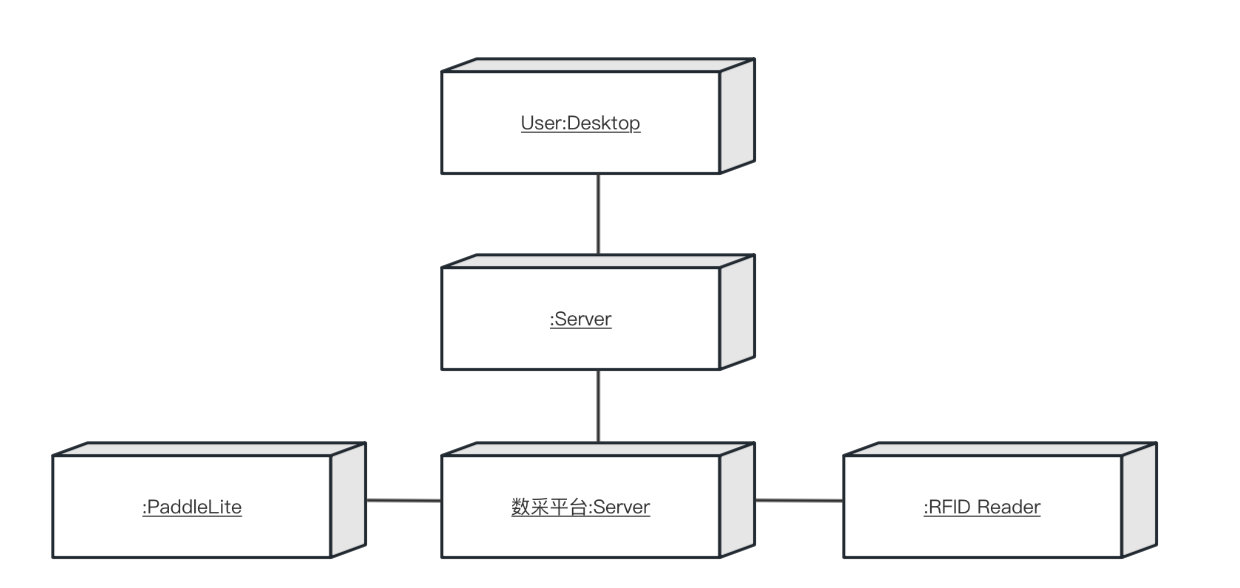 User:Desktop
:Server
:PaddleLite
数采平台:Server
:RFID Reader